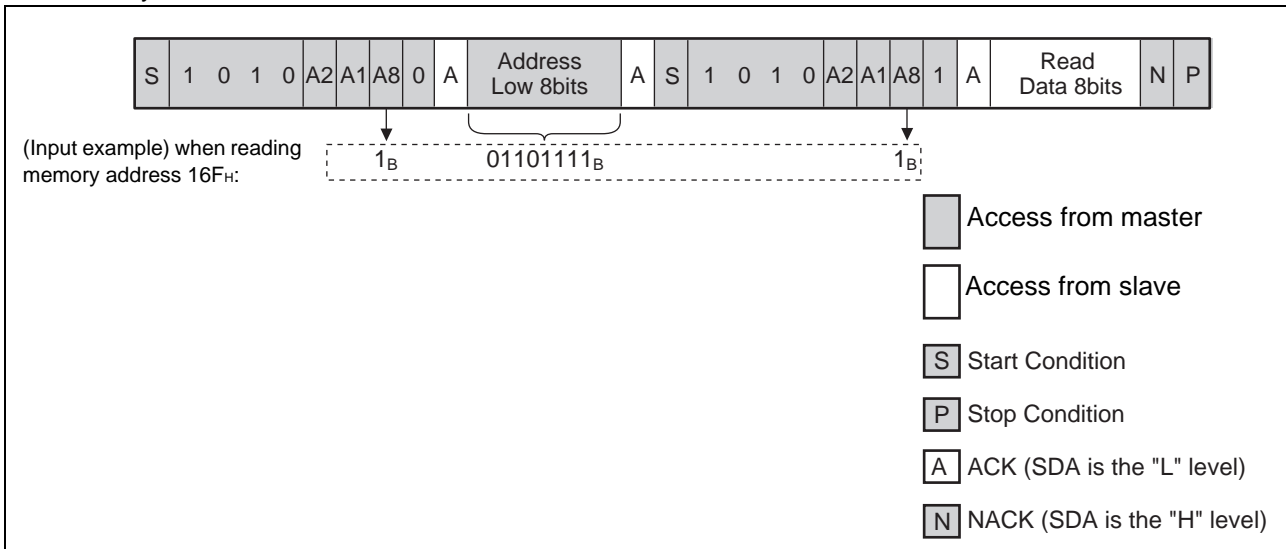 S 1 0 1 0 A2 A1 A8 0 A Address Low 8bits A S 1 0 1 0 A2 A1 A8 1 A Read Data 8bits N P
(Input example) when reading
memory address 16FH:
1B 01101111B 1B
Access from master
Access from slave
S Start Condition
P Stop Condition
A ACK (SDA is the "L" level)
N NACK (SDA is the "H" level)